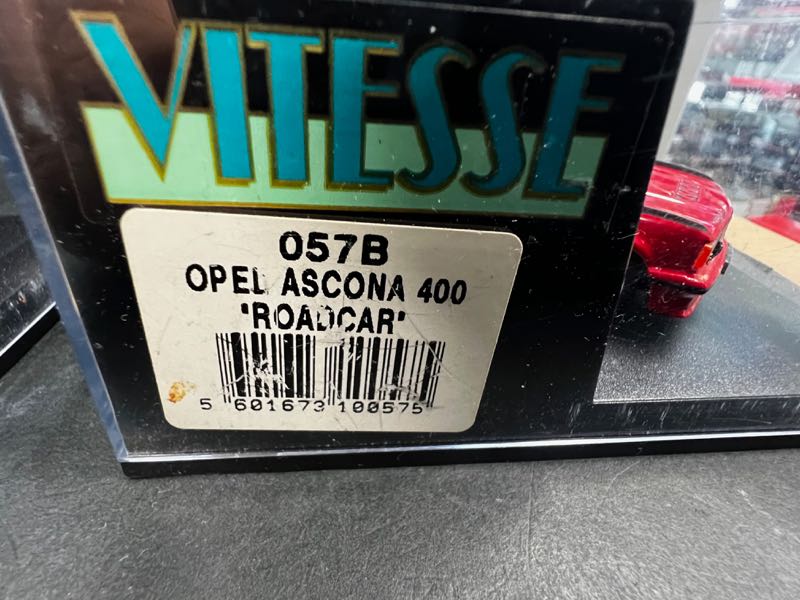 VITESSE
057B
OPEL ASCONA 400
'ROADCAR'
5 601673 100575